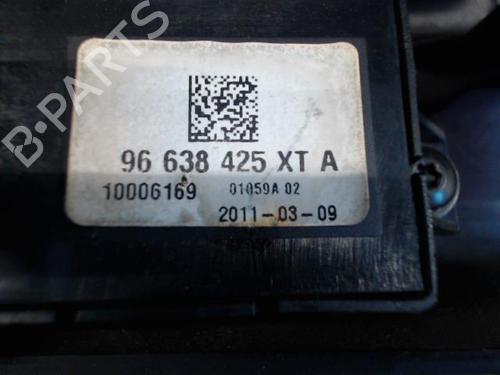 B-PARTS
96 638 425 XT A
10006169 01059A 02
2011-03-09